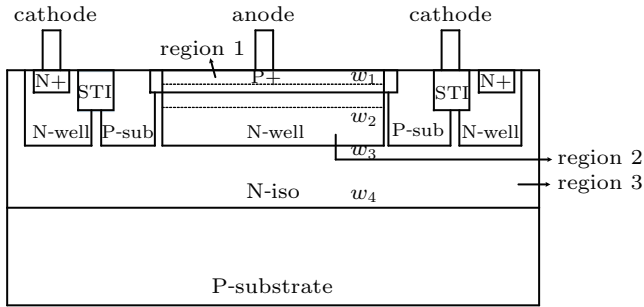 cathode anode cathode
region 1
N+ P+ w1 N+
STI STI
w2
N-well P-sub N-well P-sub N-well
w3 region 2
region 3
N-iso w4
P-substrate